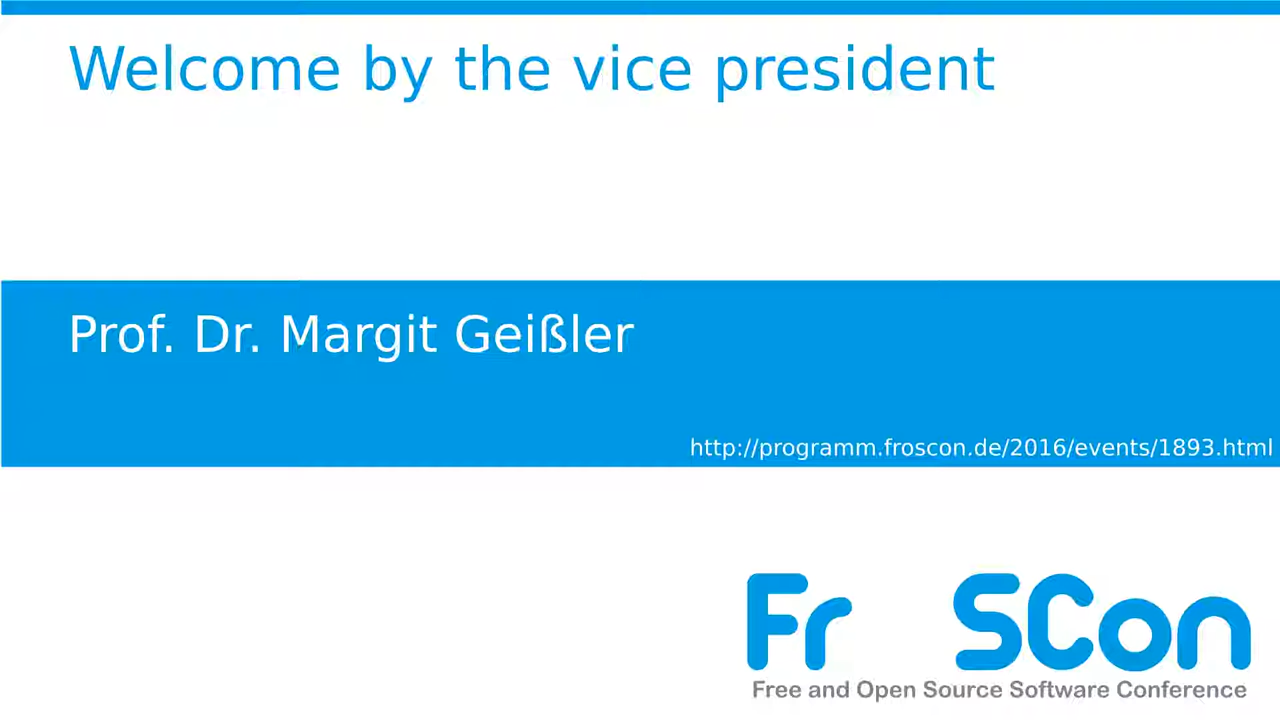 Welcome by the vice president
Prof. Dr. Margit Geißler
http://programm.froscon.de/2016/events/1893.html
Fr SCon
Free and Open Source Software Conference